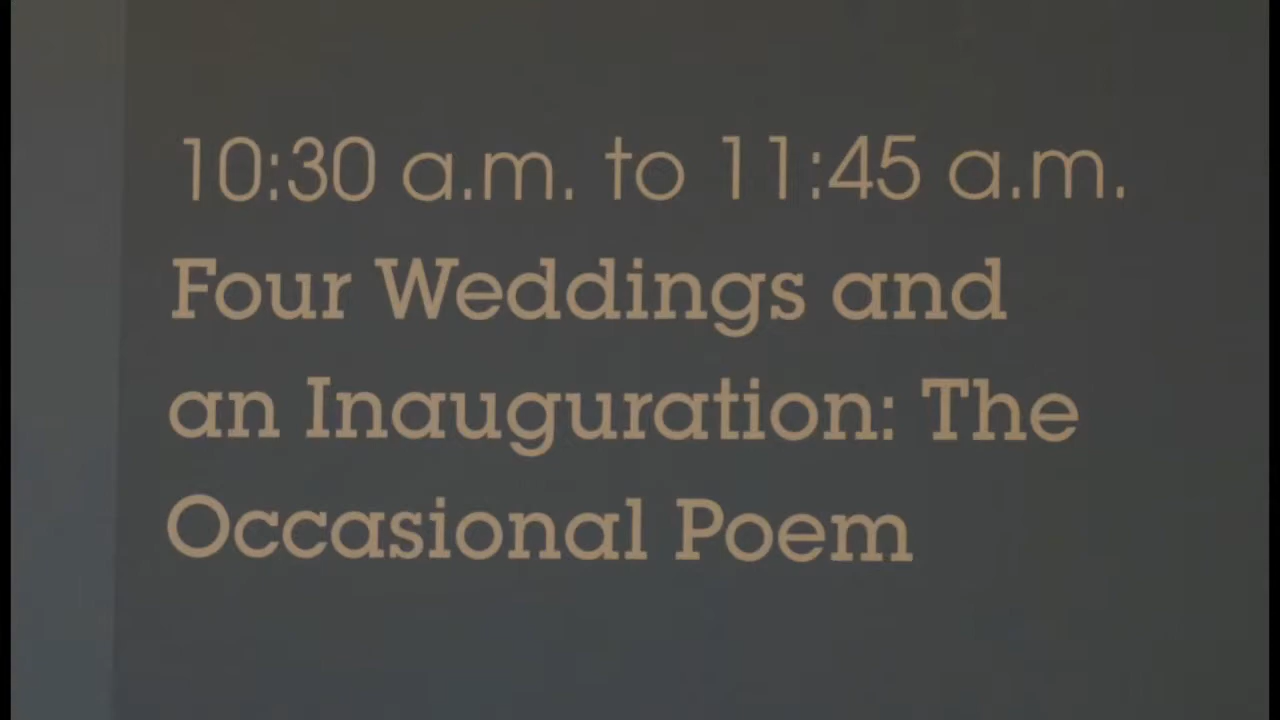 10:30 a.m. to 11:45 a.m.
Four Weddings and
an Inauguration: The
Occasional Poem